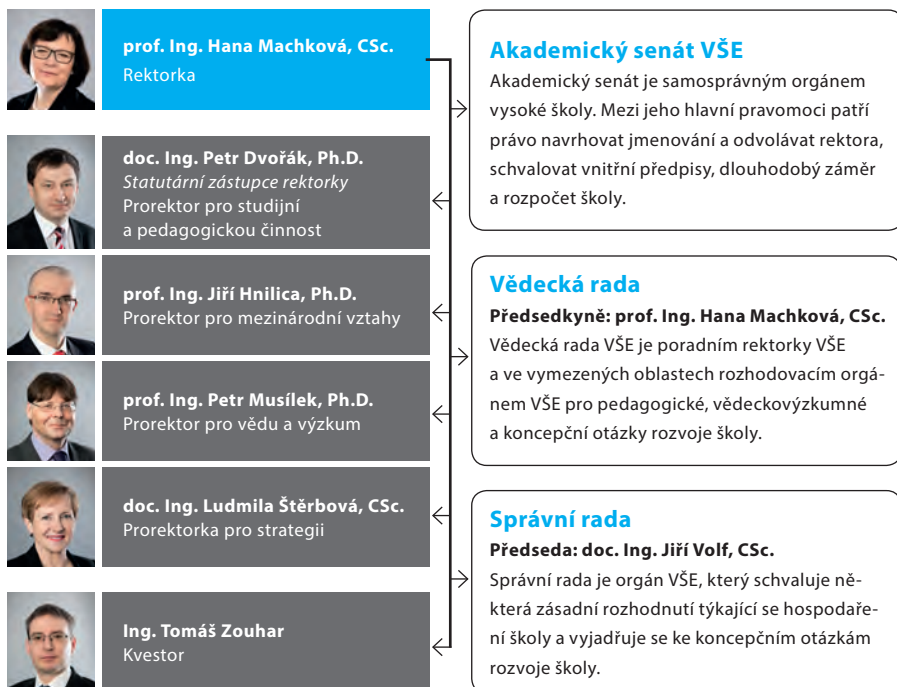 prof. Ing. Hana Machková, CSc.
Rektorka
doc. Ing. Petr Dvořák, Ph.D.
Statutární zástupce rektorky
Prorektor pro studijní
a pedagogickou činnost
prof. Ing. Jiří Hnilica, Ph.D.
Prorektor pro mezinárodní vztahy
prof. Ing. Petr Musílek, Ph.D.
Prorektor pro vědu a výzkum
doc. Ing. Ludmila Štěrbová, CSc.
Prorektorka pro strategii
Ing. Tomáš Zouhar
Kvestor
Akademický senát VŠE
Akademický senát je samosprávným orgánem
vysoké školy. Mezi jeho hlavní pravomoci patří
právo navrhovat jmenování a odvolávat rektora,
schvalovat vnitřní předpisy, dlouhodobý záměr
a rozpočet školy.
Vědecká rada
Předsedkyně: prof. Ing. Hana Machková, CSc.
Vědecká rada VŠE je poradním rektorky VŠE
a ve vymezených oblastech rozhodovacím orgá-
nem VŠE pro pedagogické, vědeckovýzkumné
a koncepční otázky rozvoje školy.
Správní rada
Předseda: doc. Ing. Jiří Volf, CSc.
Správní rada je orgán VŠE, který schvaluje ně-
která zásadní rozhodnutí týkající se hospodaře-
ní školy a vyjadřuje se ke koncepčním otázkám
rozvoje školy.